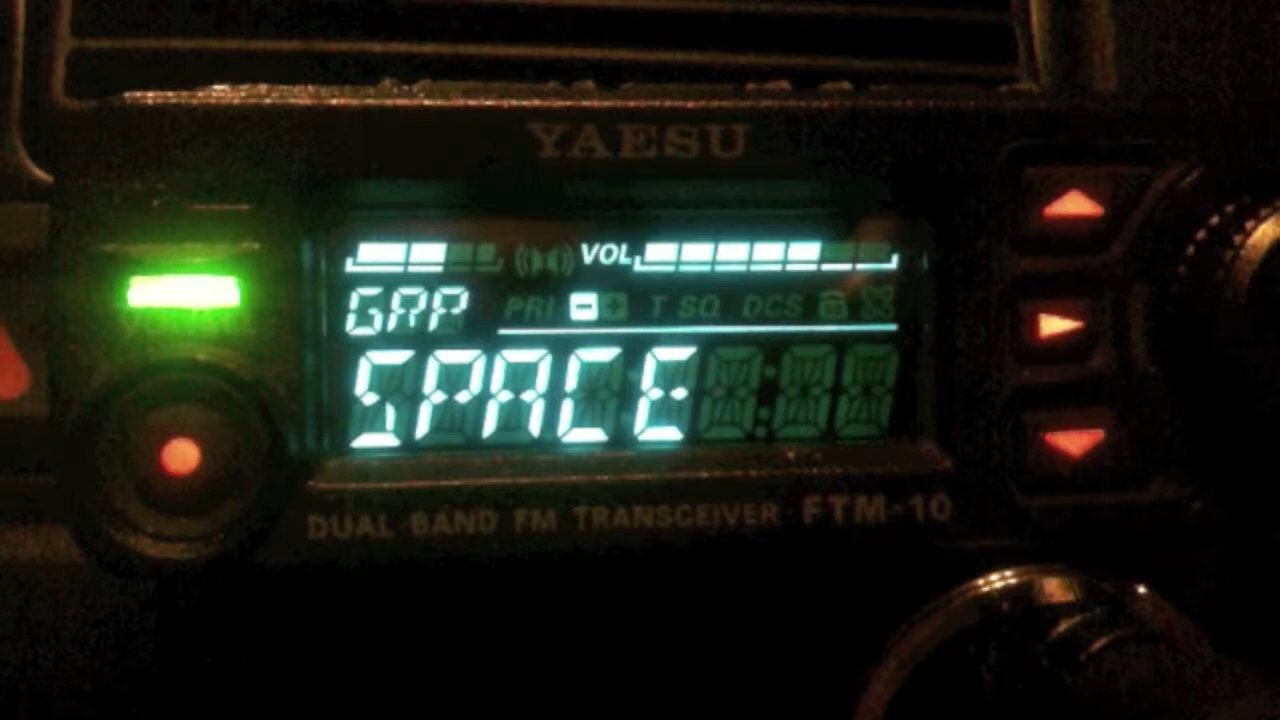 YAESU
VOL
GRP
PRI - + T SQ DCS
SPACE
DUAL BAND FM TRANSCEIVER FTM-10